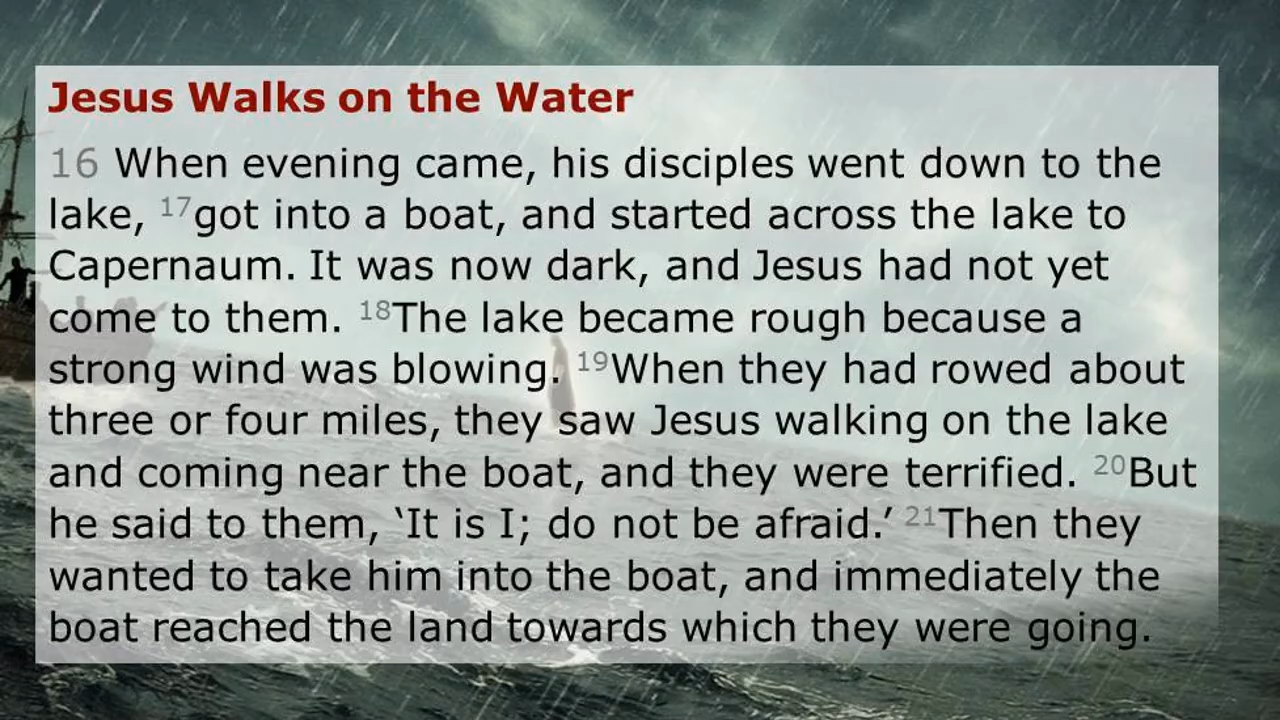 Jesus Walks on the Water
16 When evening came, his disciples went down to the
lake, 17got into a boat, and started across the lake to
Capernaum. It was now dark, and Jesus had not yet
come to them. 18The lake became rough because a
strong wind was blowing. 19When they had rowed about
three or four miles, they saw Jesus walking on the lake
and coming near the boat, and they were terrified. 20But
he said to them, ‘It is I; do not be afraid.’ 21Then they
wanted to take him into the boat, and immediately the
boat reached the land towards which they were going.